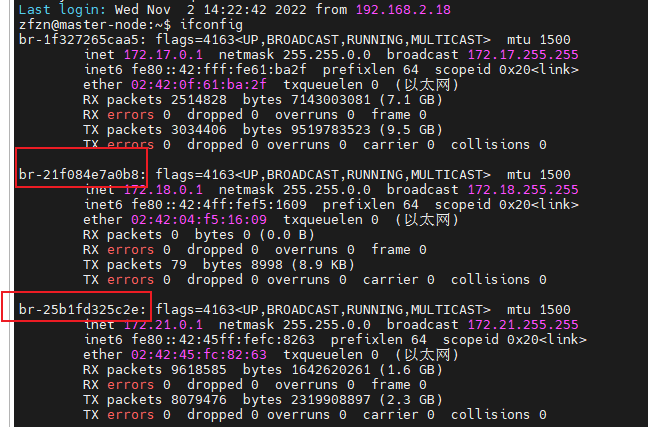 Last login: Wed Nov  2 14:22:42 2022 from 192.168.2.18
zfzn@master-node:~$ ifconfig
br-1f327265caa5: flags=4163<UP,BROADCAST,RUNNING,MULTICAST>  mtu 1500
inet 172.17.0.1  netmask 255.255.0.0  broadcast 172.17.255.255
inet6 fe80::42:fff:fe61:ba2f  prefixlen 64  scopeid 0x20<link>
ether 02:42:0f:61:ba:2f  txqueuelen 0  (以太网)
RX packets 2514828  bytes 7143003081 (7.1 GB)
RX errors 0  dropped 0  overruns 0  frame 0
TX packets 3034406  bytes 9519783523 (9.5 GB)
TX errors 0  dropped 0 overruns 0  carrier 0  collisions 0
br-21f084e7a0b8: flags=4163<UP,BROADCAST,RUNNING,MULTICAST>  mtu 1500
inet 172.18.0.1  netmask 255.255.0.0  broadcast 172.18.255.255
inet6 fe80::42:4ff:fef5:1609  prefixlen 64  scopeid 0x20<link>
ether 02:42:04:f5:16:09  txqueuelen 0  (以太网)
RX packets 0  bytes 0 (0.0 B)
RX errors 0  dropped 0  overruns 0  frame 0
TX packets 79  bytes 8998 (8.9 KB)
TX errors 0  dropped 0 overruns 0  carrier 0  collisions 0
br-25b1fd325c2e: flags=4163<UP,BROADCAST,RUNNING,MULTICAST>  mtu 1500
inet 172.21.0.1  netmask 255.255.0.0  broadcast 172.21.255.255
inet6 fe80::42:45ff:fefc:8263  prefixlen 64  scopeid 0x20<link>
ether 02:42:45:fc:82:63  txqueuelen 0  (以太网)
RX packets 9618585  bytes 1642620261 (1.6 GB)
RX errors 0  dropped 0  overruns 0  frame 0
TX packets 8079476  bytes 2319908897 (2.3 GB)
TX errors 0  dropped 0 overruns 0  carrier 0  collisions 0